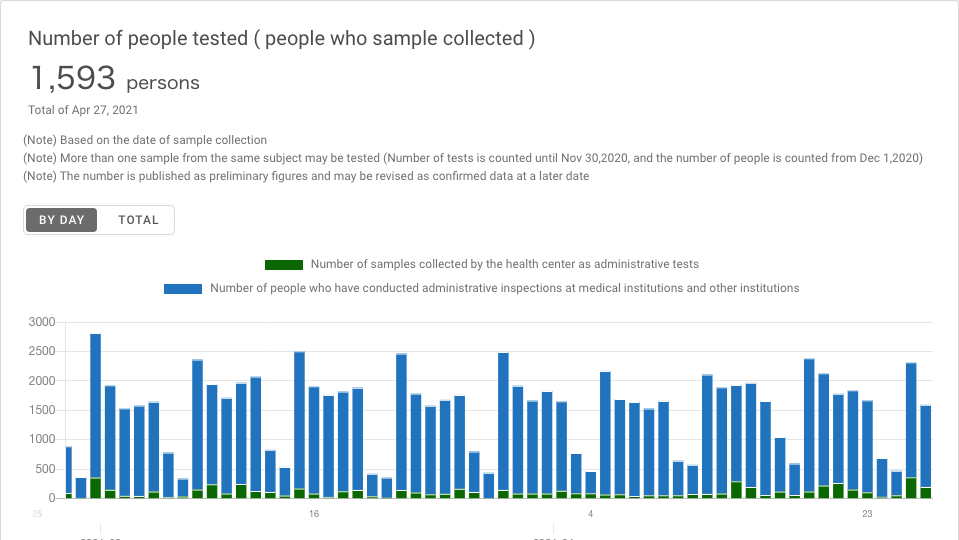 Number of people tested ( people who sample collected )
1,593 persons
Total of Apr 27, 2021
(Note) Based on the date of sample collection
(Note) More than one sample from the same subject may be tested (Number of tests is counted until Nov 30,2020, and the number of people is counted from Dec 1,2020)
(Note) The number is published as preliminary figures and may be revised as confirmed data at a later date
BY DAY TOTAL
Number of samples collected by the health center as administrative tests
Number of people who have conducted administrative inspections at medical institutions and other institutions
3000
2500
2000
1500
1000
500
0
25 16 4 23